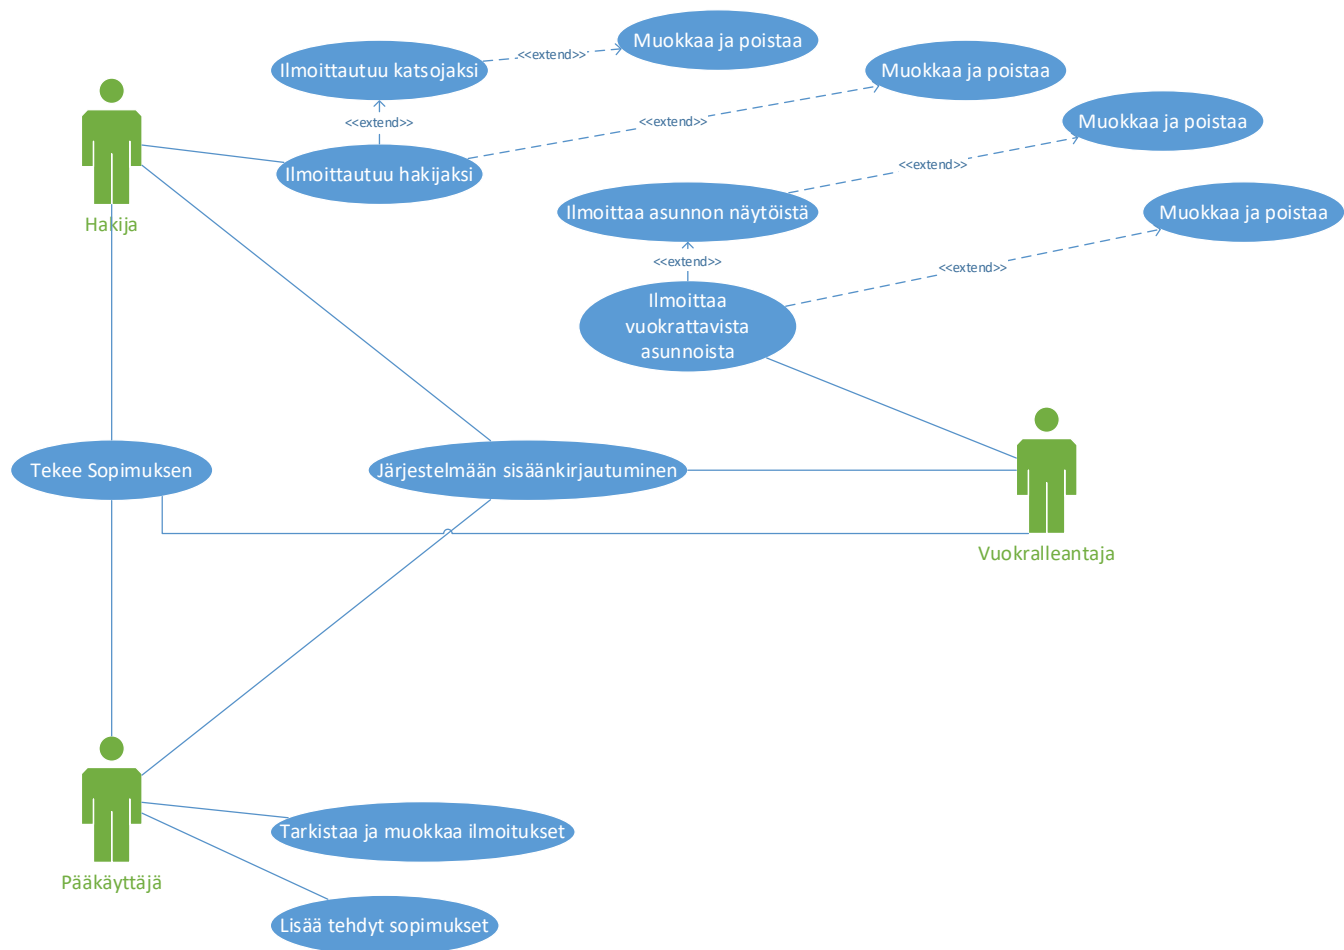 Muokkaa ja poistaa
<<extend>>
Ilmoittautuu katsojaksi
Muokkaa ja poistaa
<<extend>>
<<extend>>
Muokkaa ja poistaa
<<extend>>
Ilmoittautuu hakijaksi
Ilmoittaa asunnon näytöistä
Muokkaa ja poistaa
Hakija
<<extend>>
<<extend>>
Ilmoittaa
vuokrattavista
asunnoista
Tekee Sopimuksen
Järjestelmään sisäänkirjautuminen
Vuokralleantaja
Tarkistaa ja muokkaa ilmoitukset
Pääkäyttäjä
Lisää tehdyt sopimukset